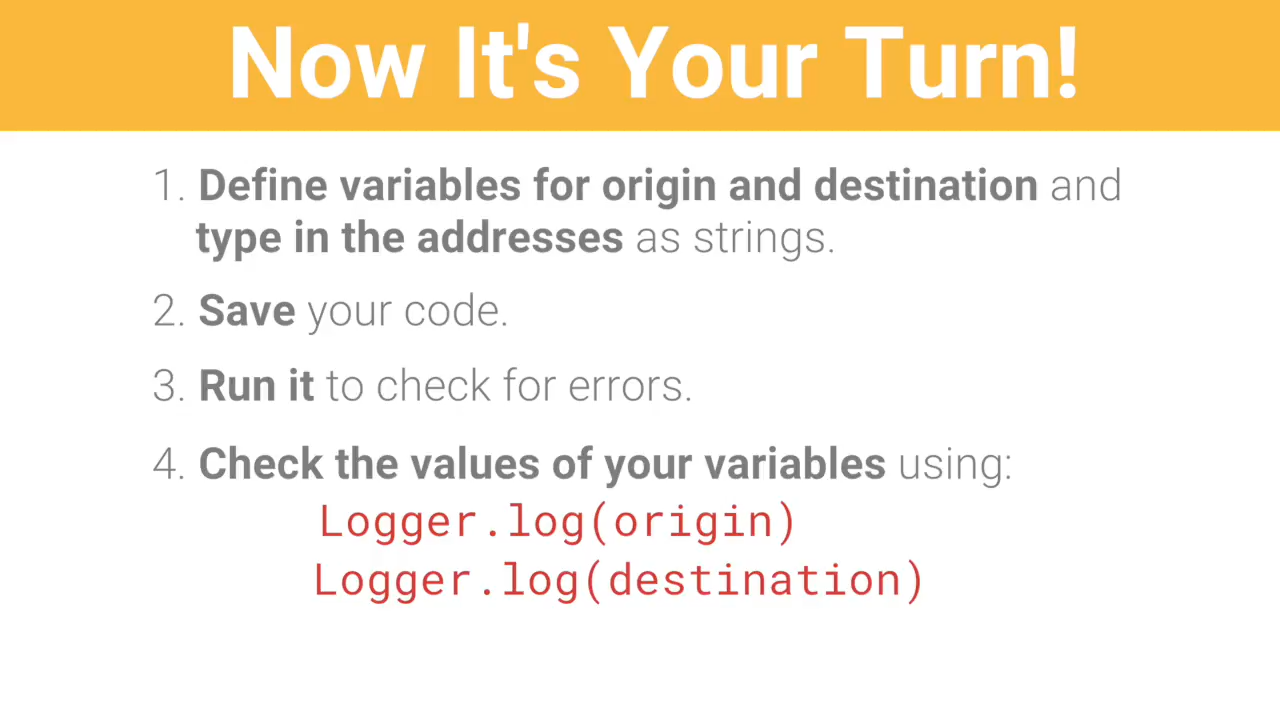 Now It's Your Turn!
1. Define variables for origin and destination and
type in the addresses as strings.
2. Save your code.
3. Run it to check for errors.
4. Check the values of your variables using:
Logger.log(origin)
Logger.log(destination)